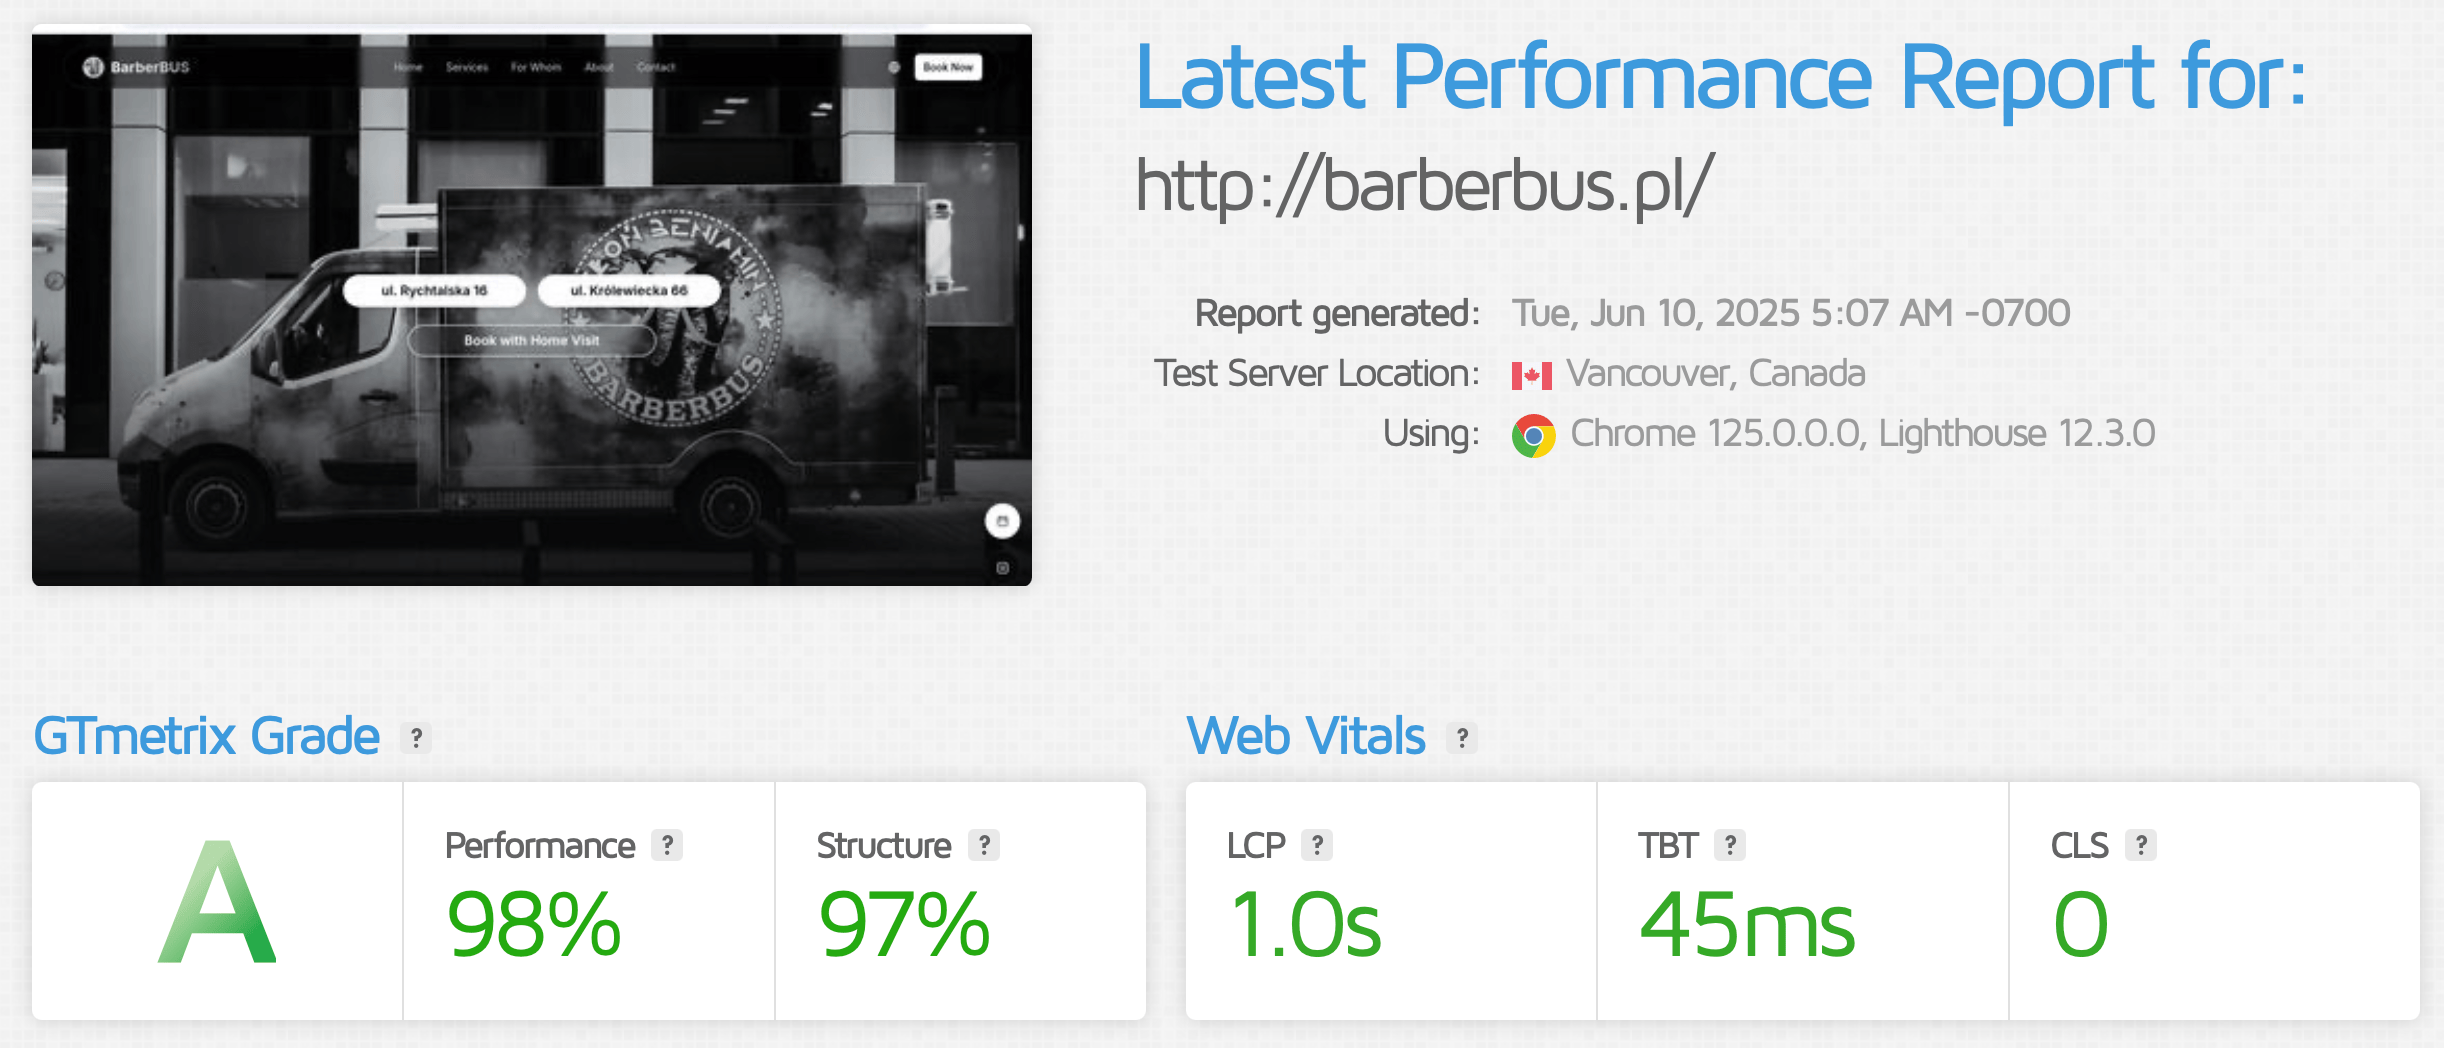 BarberBUS
Home Services For Whom About Contact
Book Now
ON BENIAMIN
ul. Rychtalska 16
ul. Królewiecka 66
Book with Home Visit
BARBERBUS
Latest Performance Report for:
http://barberbus.pl/
Report generated: Tue, Jun 10, 2025 5:07 AM -0700
Test Server Location: Vancouver, Canada
Using: Chrome 125.0.0.0, Lighthouse 12.3.0
GTmetrix Grade ?
A
Performance ?
98%
Structure ?
97%
Web Vitals ?
LCP ?
1.0s
TBT ?
45ms
CLS ?
0